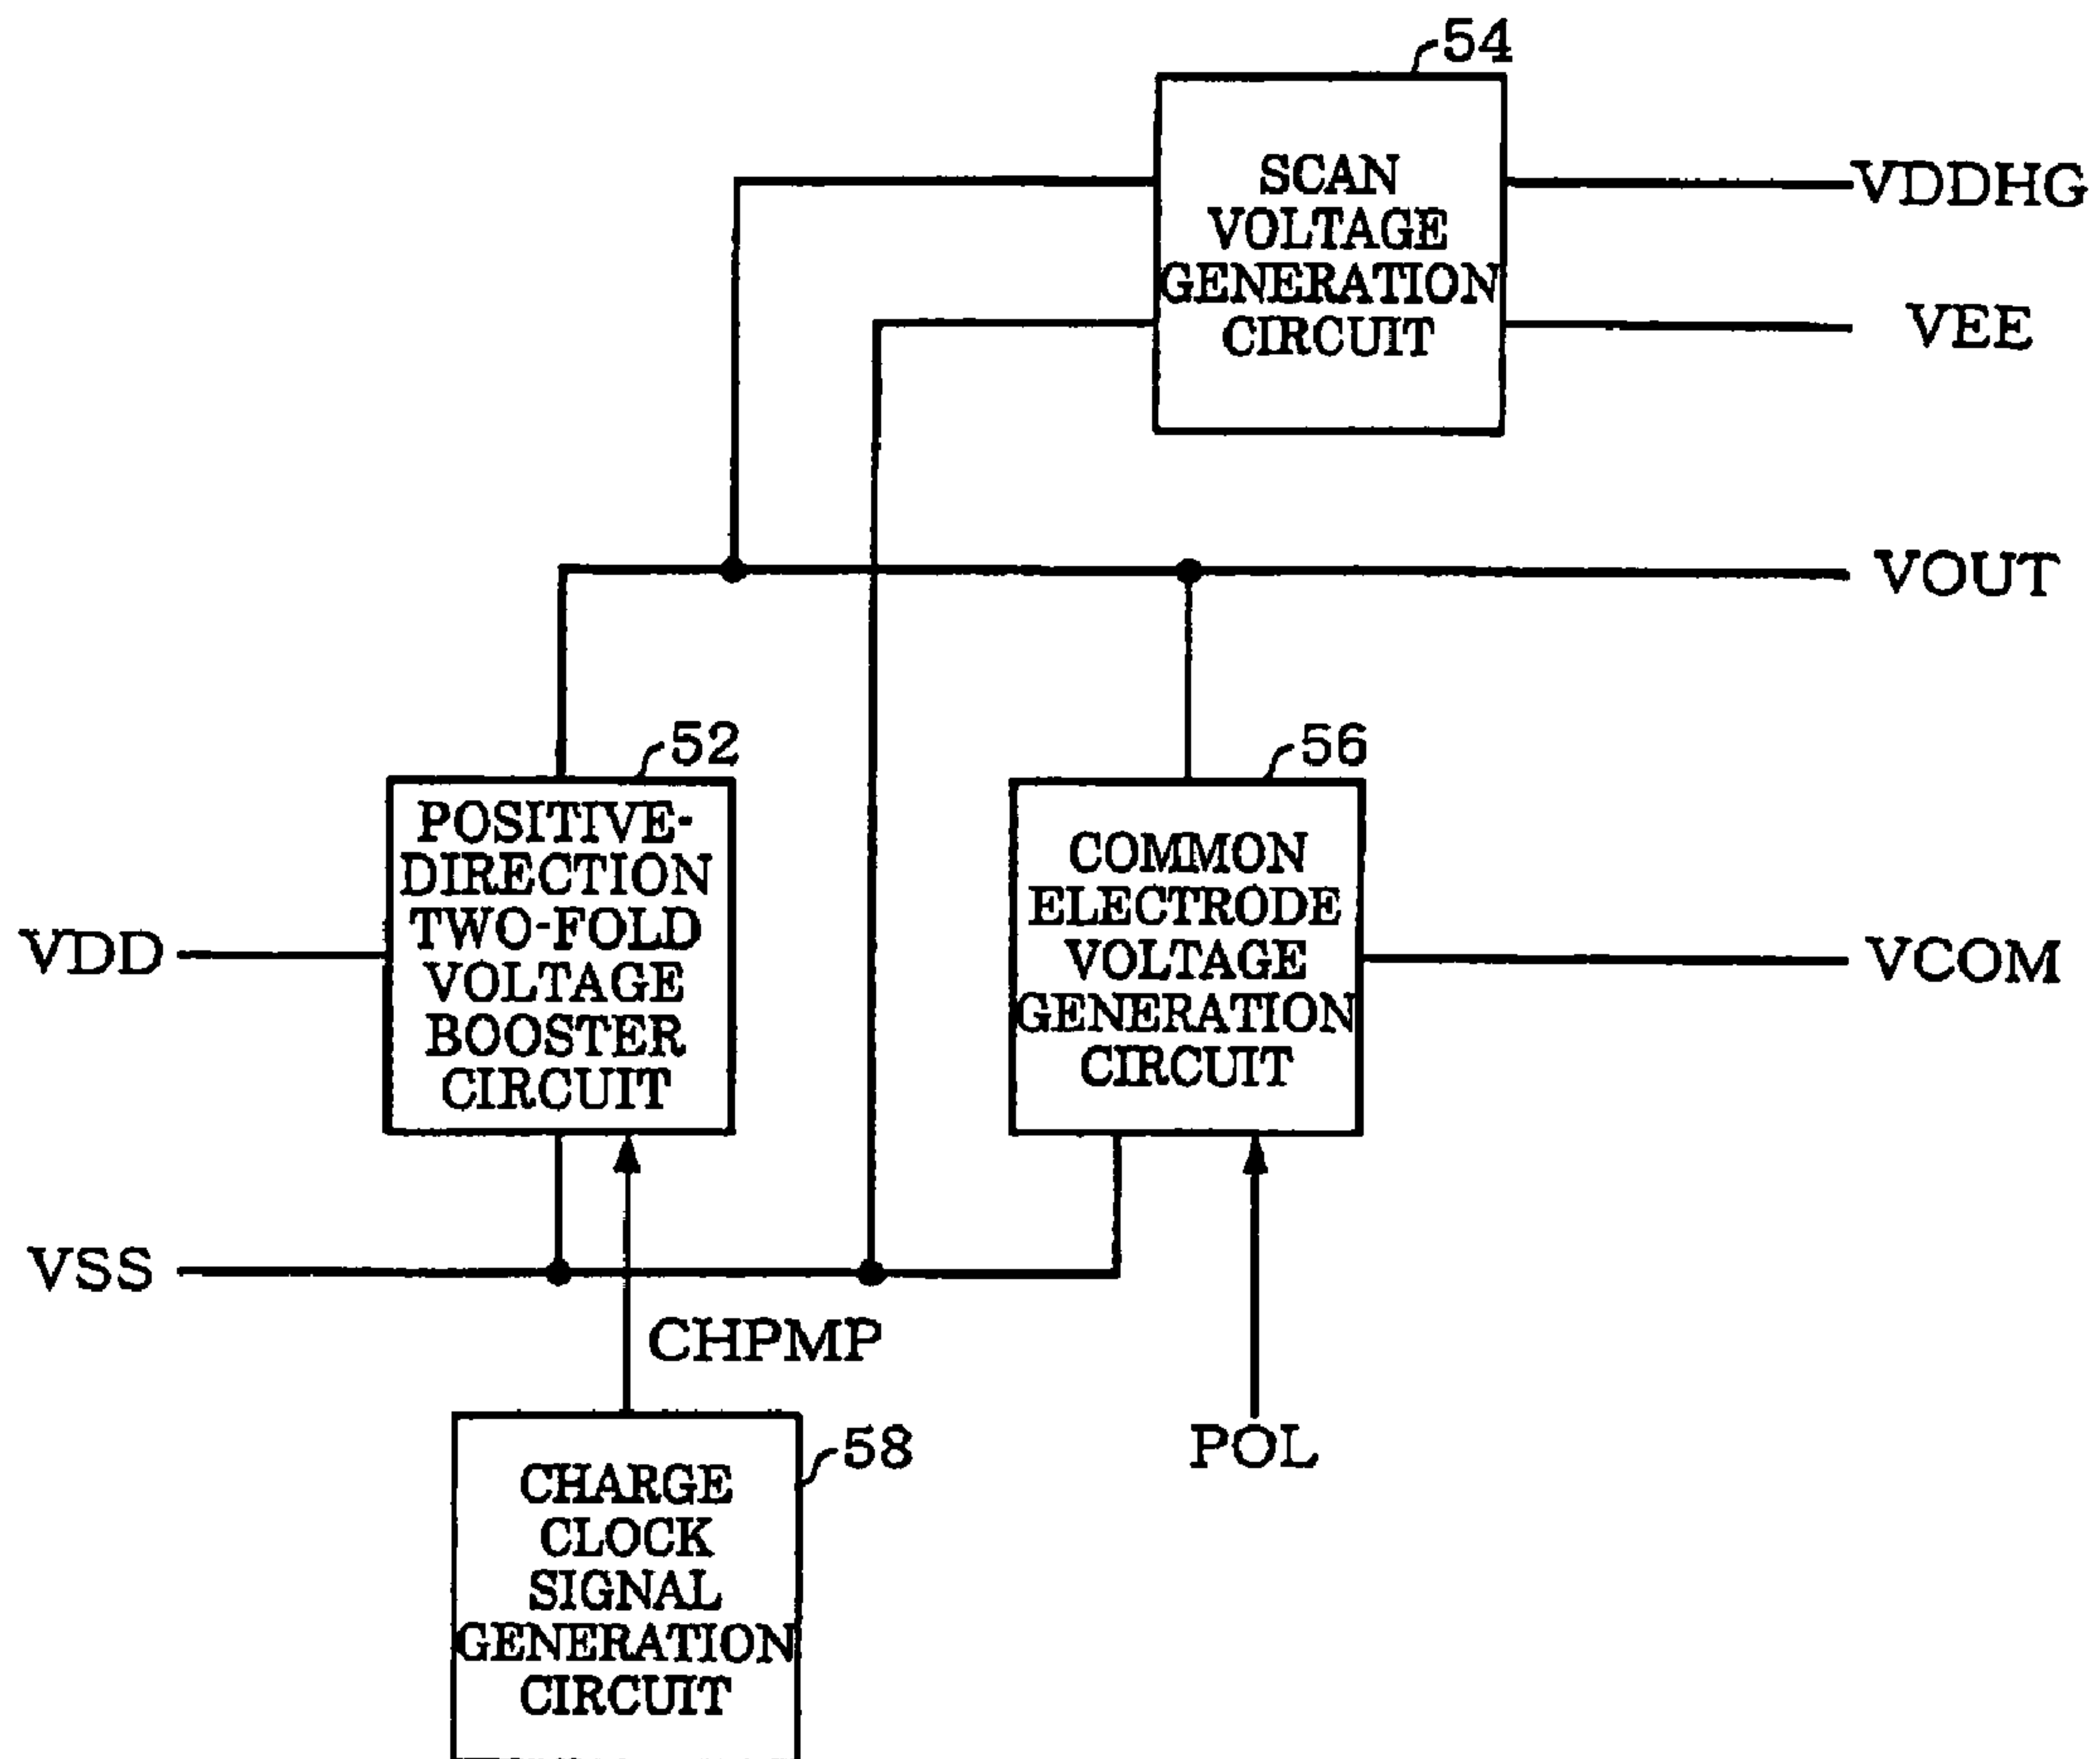 54
SCAN
VOLTAGE
GENERATION
CIRCUIT
VDDHG
VEE
VOUT
52
POSITIVE-
DIRECTION
TWO-FOLD
VOLTAGE
BOOSTER
CIRCUIT
56
COMMON
ELECTRODE
VOLTAGE
GENERATION
CIRCUIT
VDD
VCOM
VSS
CHPMP
POL
58
CHARGE
CLOCK
SIGNAL
GENERATION
CIRCUIT